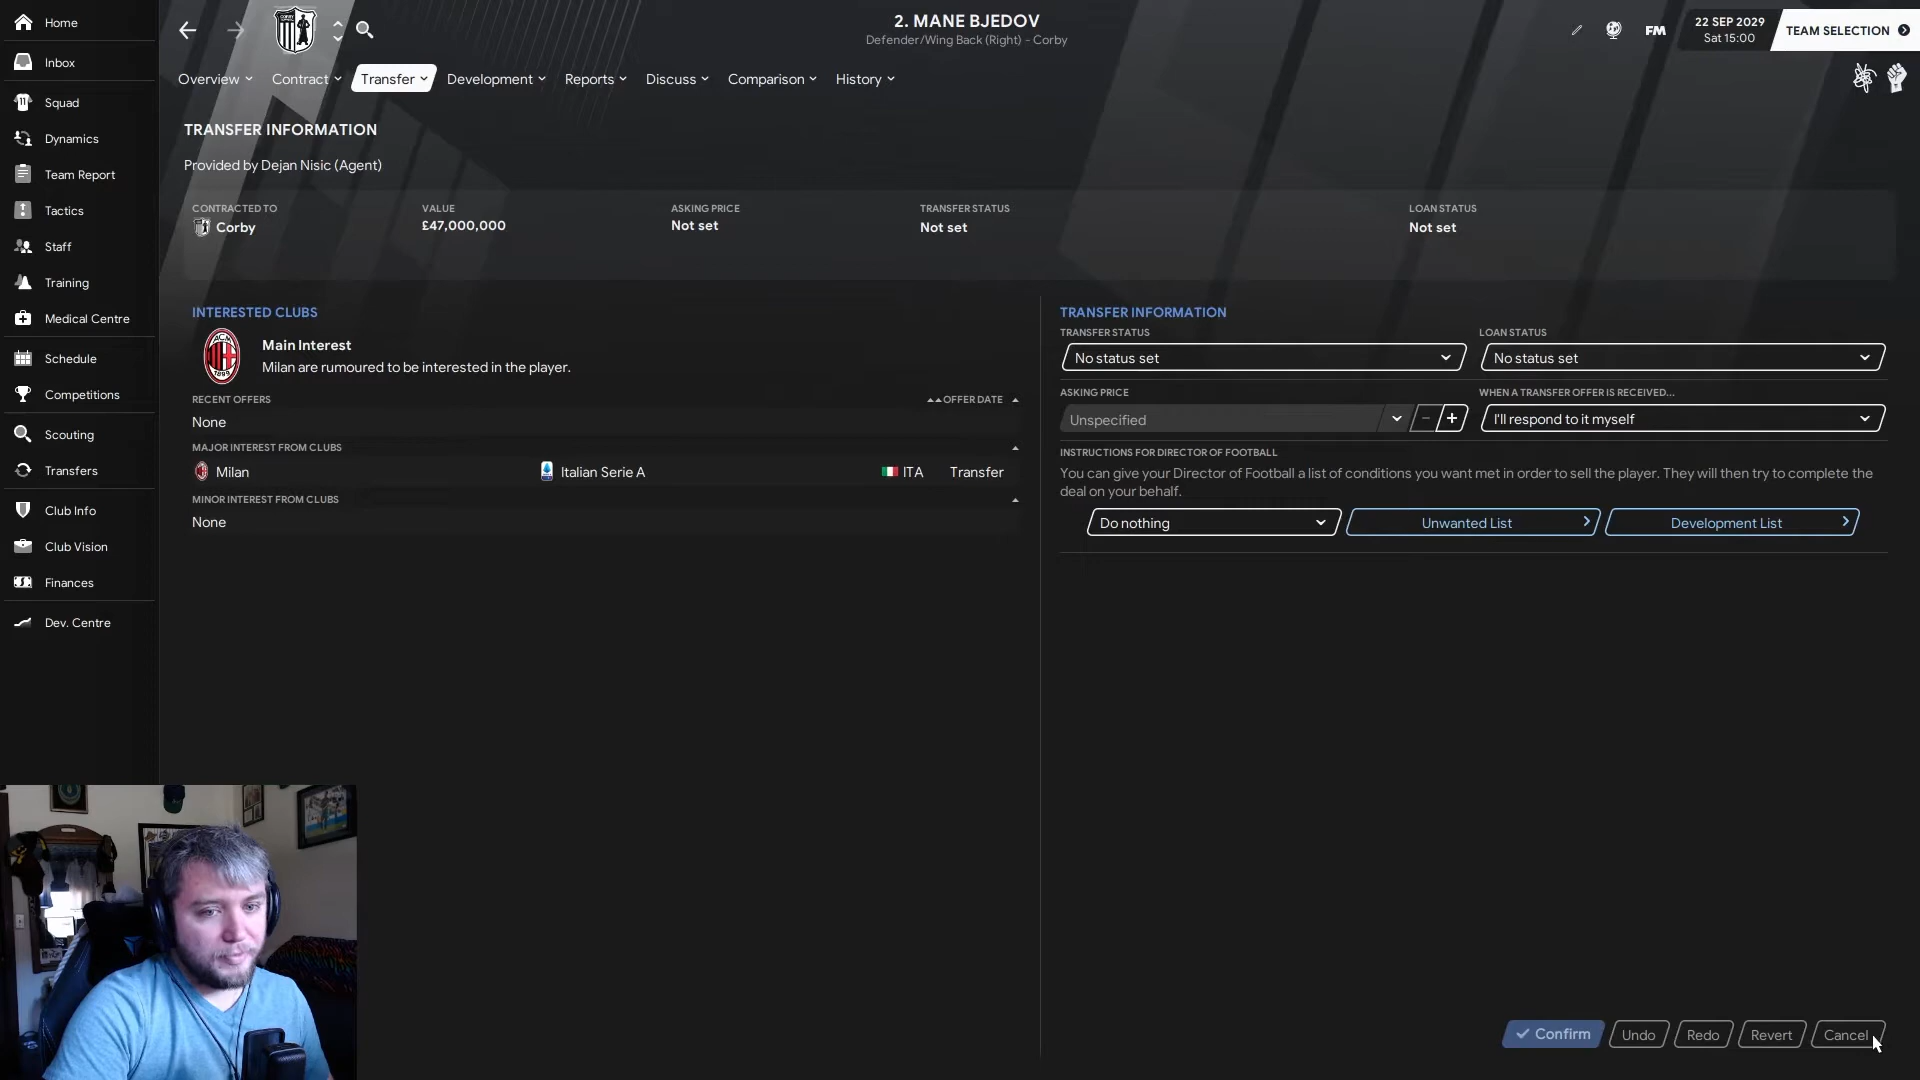 Home
Inbox
Squad
Dynamics
Team Report
Tactics
Staff
Training
Medical Centre
Schedule
Competitions
Scouting
Transfers
Club Info
Club Vision
Finances
Dev. Centre
2. MANE BJEDOV
Defender/Wing Back (Right) - Corby
FM
22 SEP 2029
Sat 15:00
TEAM SELECTION
Overview
Contract
Transfer
Development
Reports
Discuss
Comparison
History
TRANSFER INFORMATION
Provided by Dejan Nisic (Agent)
CONTRACTED TO
Corby
VALUE
£47,000,000
ASKING PRICE
Not set
TRANSFER STATUS
Not set
LOAN STATUS
Not set
INTERESTED CLUBS
ACM
1899
Main Interest
Milan are rumoured to be interested in the player.
RECENT OFFERS OFFER DATE
None
MAJOR INTEREST FROM CLUBS
Milan Italian Serie A ITA Transfer
MINOR INTEREST FROM CLUBS
None
TRANSFER INFORMATION
TRANSFER STATUS
No status set
LOAN STATUS
No status set
ASKING PRICE
Unspecified
WHEN A TRANSFER OFFER IS RECEIVED...
I'll respond to it myself
INSTRUCTIONS FOR DIRECTOR OF FOOTBALL
You can give your Director of Football a list of conditions you want met in order to sell the player. They will then try to complete the
deal on your behalf.
Do nothing
Unwanted List
Development List
Confirm
Undo
Redo
Revert
Cancel